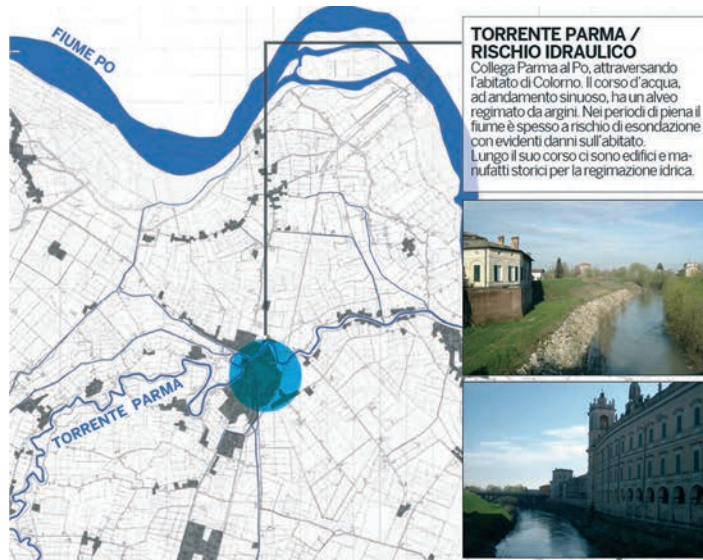 FIUME PO
TORRENTE PARMA /
RISCHIO IDRAULICO
Collega Parma al Po, attraversando
l'abitato di Colorno. Il corso d'acqua,
ad andamento sinuoso, ha un alveo
regimato da argini. Nei periodi di piena il
fiume è spesso a rischio di esondazione
con evidenti danni sull'abitato.
Lungo il suo corso ci sono edifici e ma-
nufatti storici per la regimazione idrica.
TORRENTE PARMA